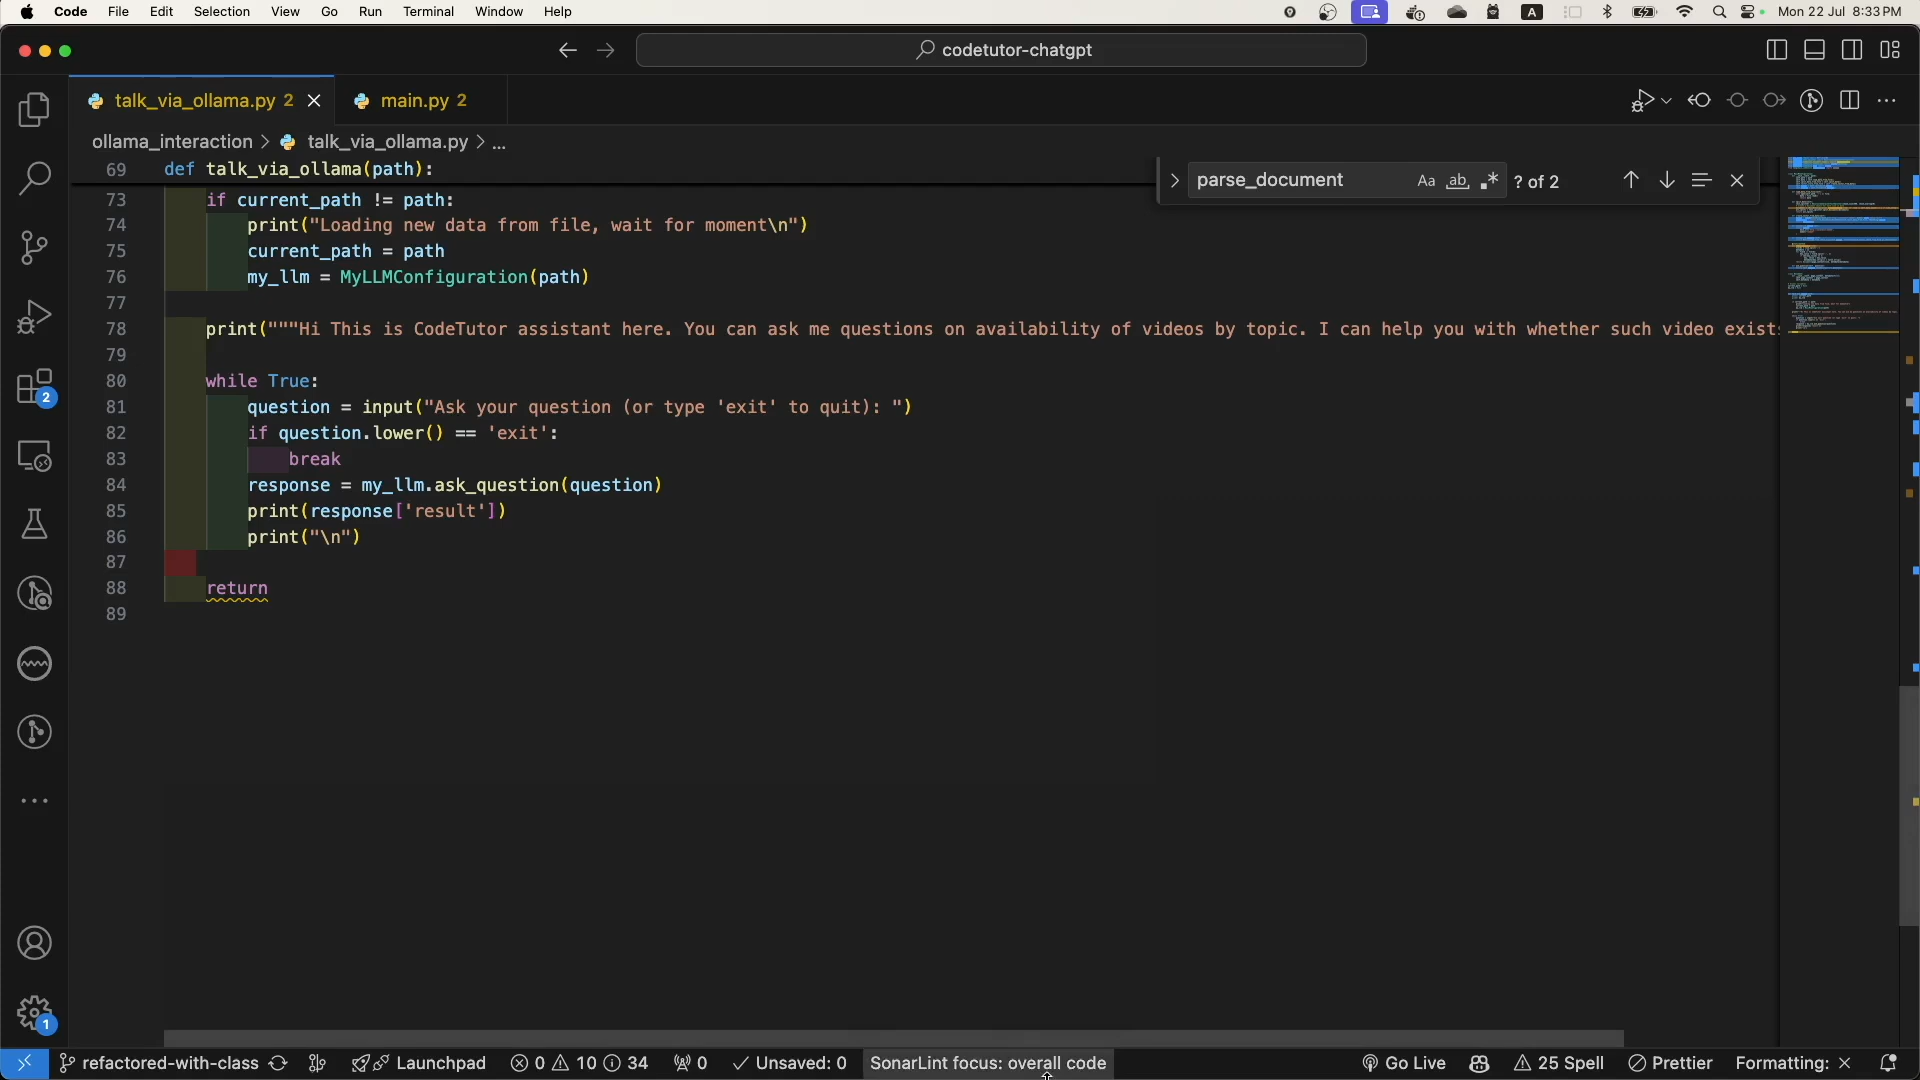 Code File Edit Selection View Go Run Terminal Window Help A Mon 22 Jul 8:33 PM
codetutor-chatgpt
talk_via_ollama.py 2 main.py 2
ollama_interaction > talk_via_ollama.py > ...
69 def talk_via_ollama(path):
parse_document Aa ab .* ? of 2
73 if current_path != path:
74 print("Loading new data from file, wait for moment\n")
75 current_path = path
76 my_llm = MyLLMConfiguration(path)
77
78 print("""Hi This is CodeTutor assistant here. You can ask me questions on availability of videos by topic. I can help you with whether such video exist
79
80 while True:
81 question = input("Ask your question (or type 'exit' to quit): ")
82 if question.lower() == 'exit':
83 break
84 response = my_llm.ask_question(question)
85 print(response['result'])
86 print("\n")
87
88 return
89
2
1
refactored-with-class Launchpad 0 10 34 0 Unsaved: 0 SonarLint focus: overall code Go Live 25 Spell Prettier Formatting: ×